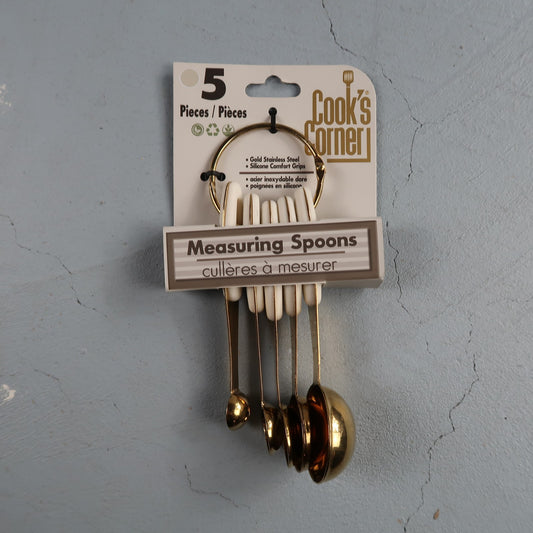 5
Pieces / Pièces
Cook's
Corner
• Gold Stainless Steel
• Silicone Comfort Grips
• acier inoxydable doré
• poignées en silicone
Measuring Spoons
cullères à mesurer